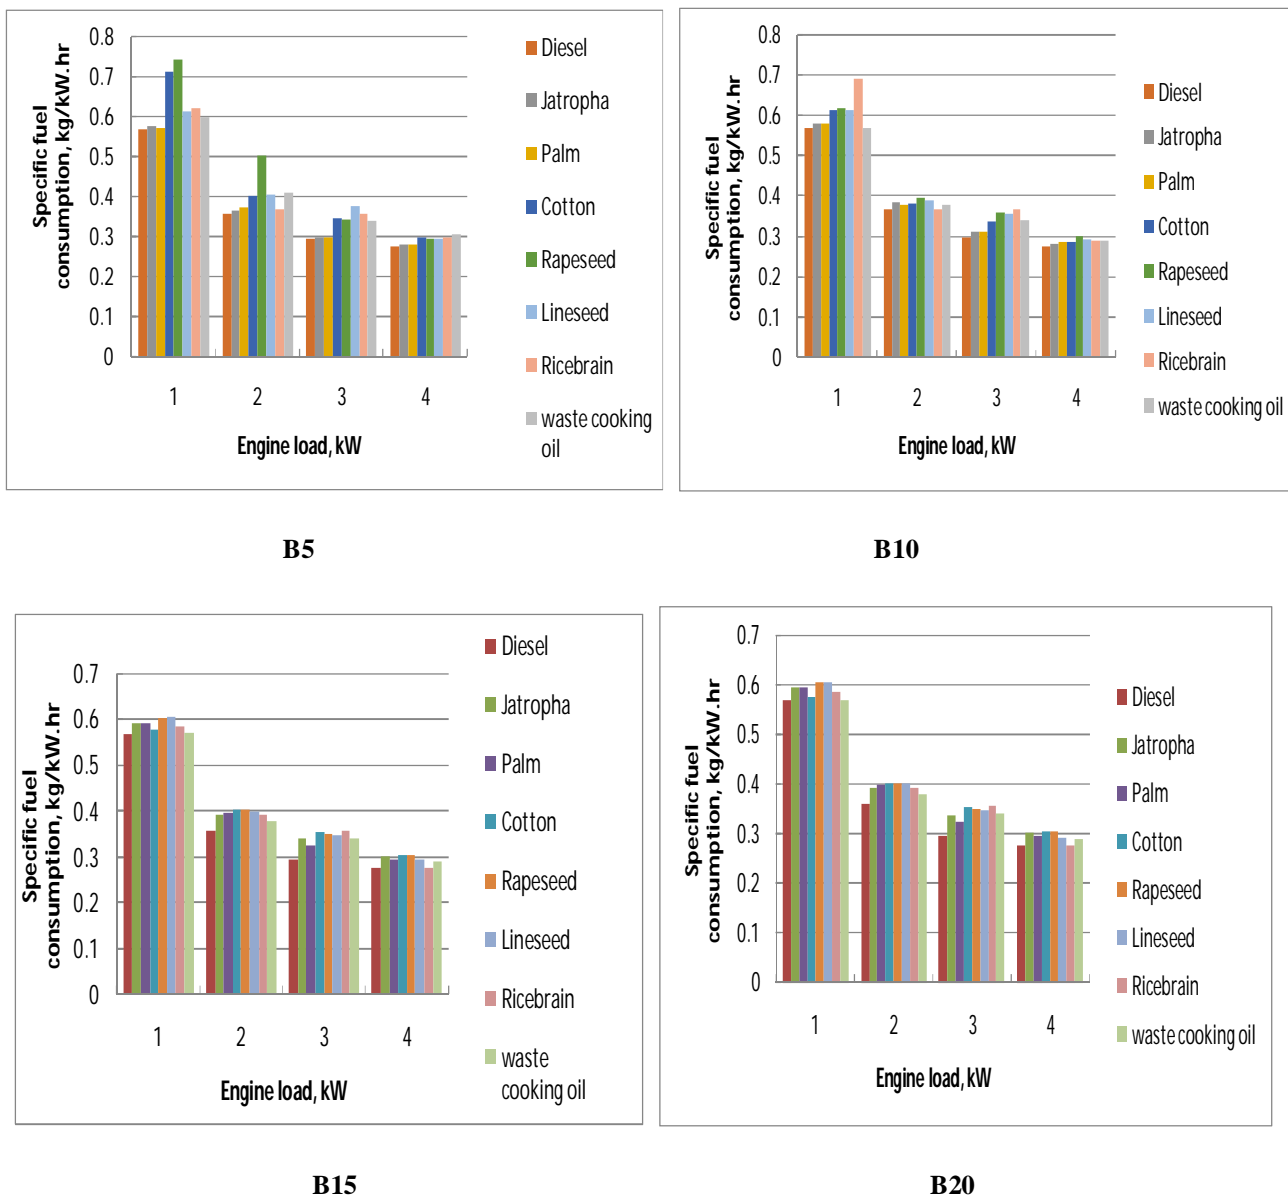 Specific fuel
consumption, kg/kW.hr
0.8
0.7
0.6
0.5
0.4
0.3
0.2
0.1
0
1 2 3 4
Engine load, kW
Diesel
Jatropha
Palm
Cotton
Rapeseed
Lineseed
Ricebrain
waste cooking
oil
B5
Specific fuel
consumption, kg/kW.hr
0.8
0.7
0.6
0.5
0.4
0.3
0.2
0.1
0
1 2 3 4
Engine load, kW
Diesel
Jatropha
Palm
Cotton
Rapeseed
Lineseed
Ricebrain
waste cooking oil
B10
Specific fuel
consumption, kg/kW.hr
0.7
0.6
0.5
0.4
0.3
0.2
0.1
0
1 2 3 4
Engine load, kW
Diesel
Jatropha
Palm
Cotton
Rapeseed
Lineseed
Ricebrain
waste
cooking oil
B15
Specific fuel
consumption, kg/kW.hr
0.7
0.6
0.5
0.4
0.3
0.2
0.1
0
1 2 3 4
Engine load, kW
Diesel
Jatropha
Palm
Cotton
Rapeseed
Lineseed
Ricebrain
waste cooking oil
B20